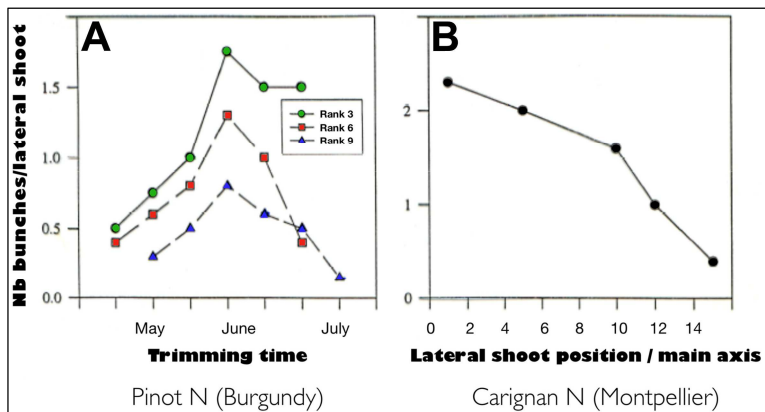 A
Nb bunches/lateral shoot
1.5
1.0
0.5
0.0
Rank 3
Rank 6
Rank 9
May
June
July
Trimming time
Pinot N (Burgundy)
B
2
1
0
0 2 4 6 8 10 12 14
Lateral shoot position / main axis
Carignan N (Montpellier)